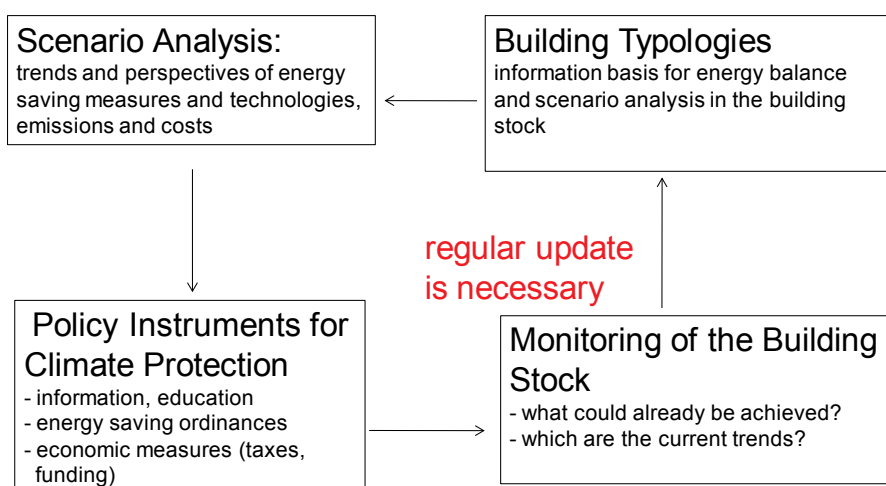 Scenario Analysis:
trends and perspectives of energy
saving measures and technologies,
emissions and costs
Building Typologies
information basis for energy balance
and scenario analysis in the building
stock
regular update
is necessary
Policy Instruments for
Climate Protection
- information, education
- energy saving ordinances
- economic measures (taxes,
funding)
Monitoring of the Building
Stock
- what could already be achieved?
- which are the current trends?